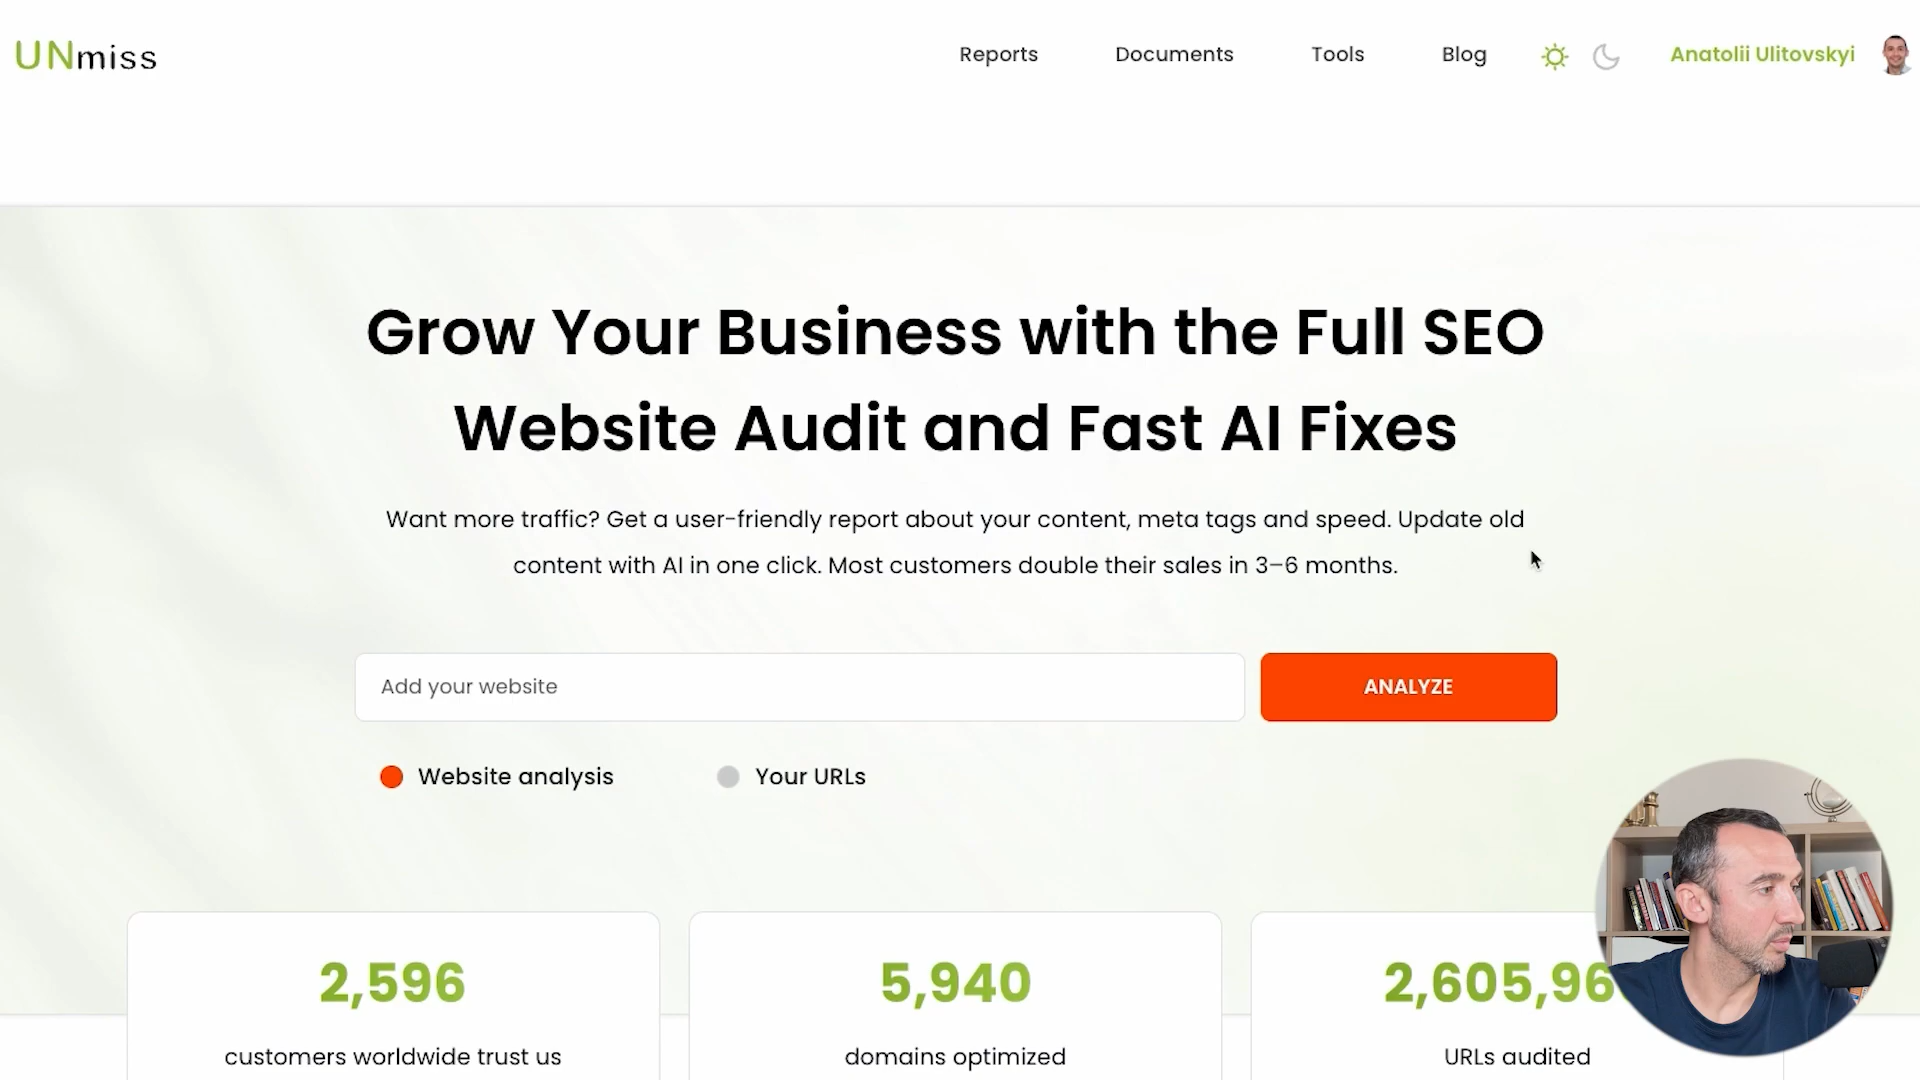 UNmiss
Reports
Documents
Tools
Blog
Anatolii Ulitovskyi
Grow Your Business with the Full SEO
Website Audit and Fast AI Fixes
Want more traffic? Get a user-friendly report about your content, meta tags and speed. Update old
content with AI in one click. Most customers double their sales in 3–6 months.
Add your website
ANALYZE
Website analysis
Your URLs
2,596
customers worldwide trust us
5,940
domains optimized
URLs audited